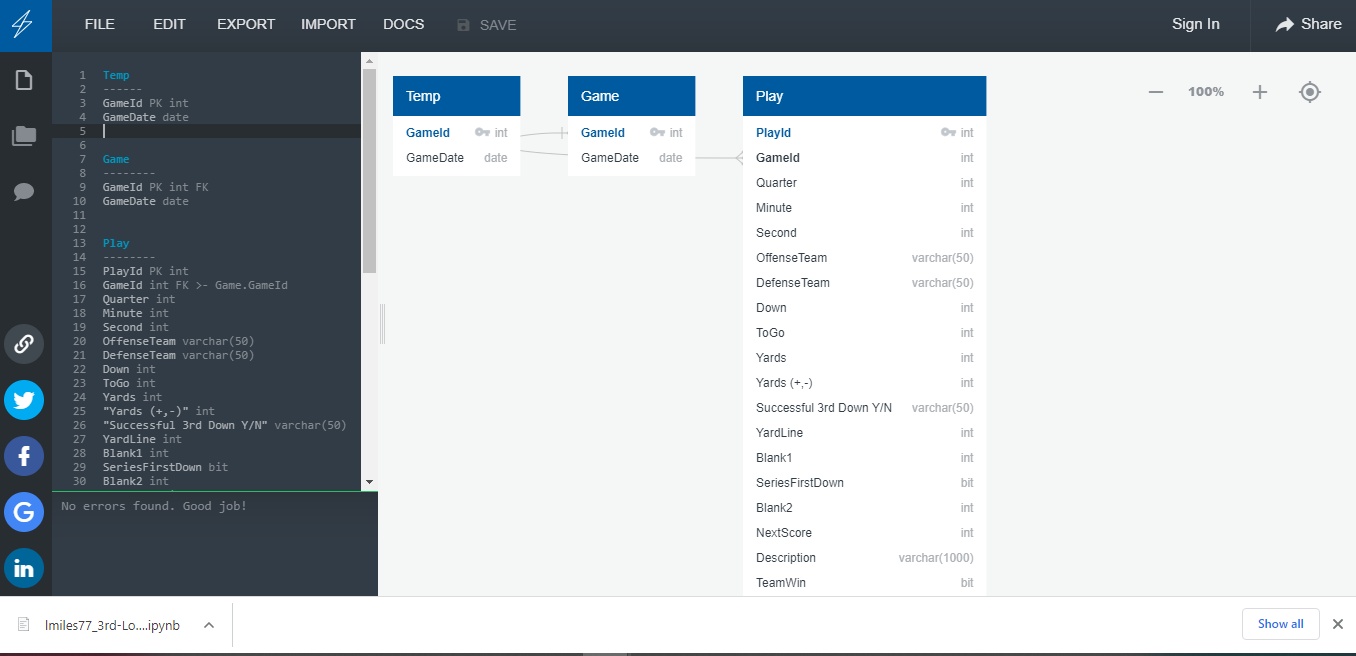 FILE EDIT EXPORT IMPORT DOCS SAVE Sign In Share
1 Temp
2 ------
3 GameId PK int
4 GameDate date
5
6
7 Game
8 --------
9 GameId PK int FK
10 GameDate date
11
12
13 Play
14 --------
15 PlayId PK int
16 GameId int FK >- Game.GameId
17 Quarter int
18 Minute int
19 Second int
20 OffenseTeam varchar(50)
21 DefenseTeam varchar(50)
22 Down int
23 ToGo int
24 Yards int
25 "Yards (+,-)" int
26 "Successful 3rd Down Y/N" varchar(50)
27 YardLine int
28 Blank1 int
29 SeriesFirstDown bit
30 Blank2 int
No errors found. Good job!
Temp
GameId int
GameDate date
Game
GameId int
GameDate date
Play
PlayId int
GameId int
Quarter int
Minute int
Second int
OffenseTeam varchar(50)
DefenseTeam varchar(50)
Down int
ToGo int
Yards int
Yards (+,-) int
Successful 3rd Down Y/N varchar(50)
YardLine int
Blank1 int
SeriesFirstDown bit
Blank2 int
NextScore int
Description varchar(1000)
TeamWin bit
100%
lmiles77_3rd-Lo....ipynb
Show all